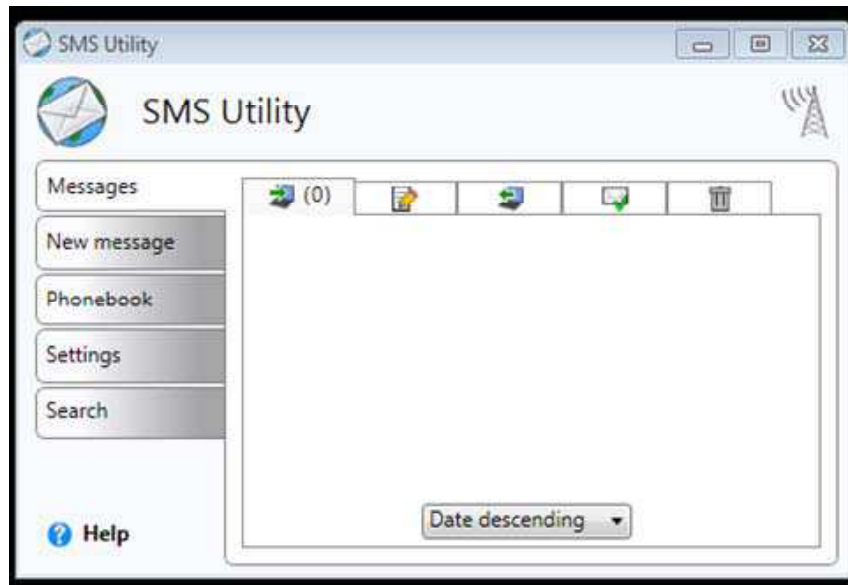 SMS Utility
SMS Utility
Messages
(0)
New message
Phonebook
Settings
Search
Date descending
Help